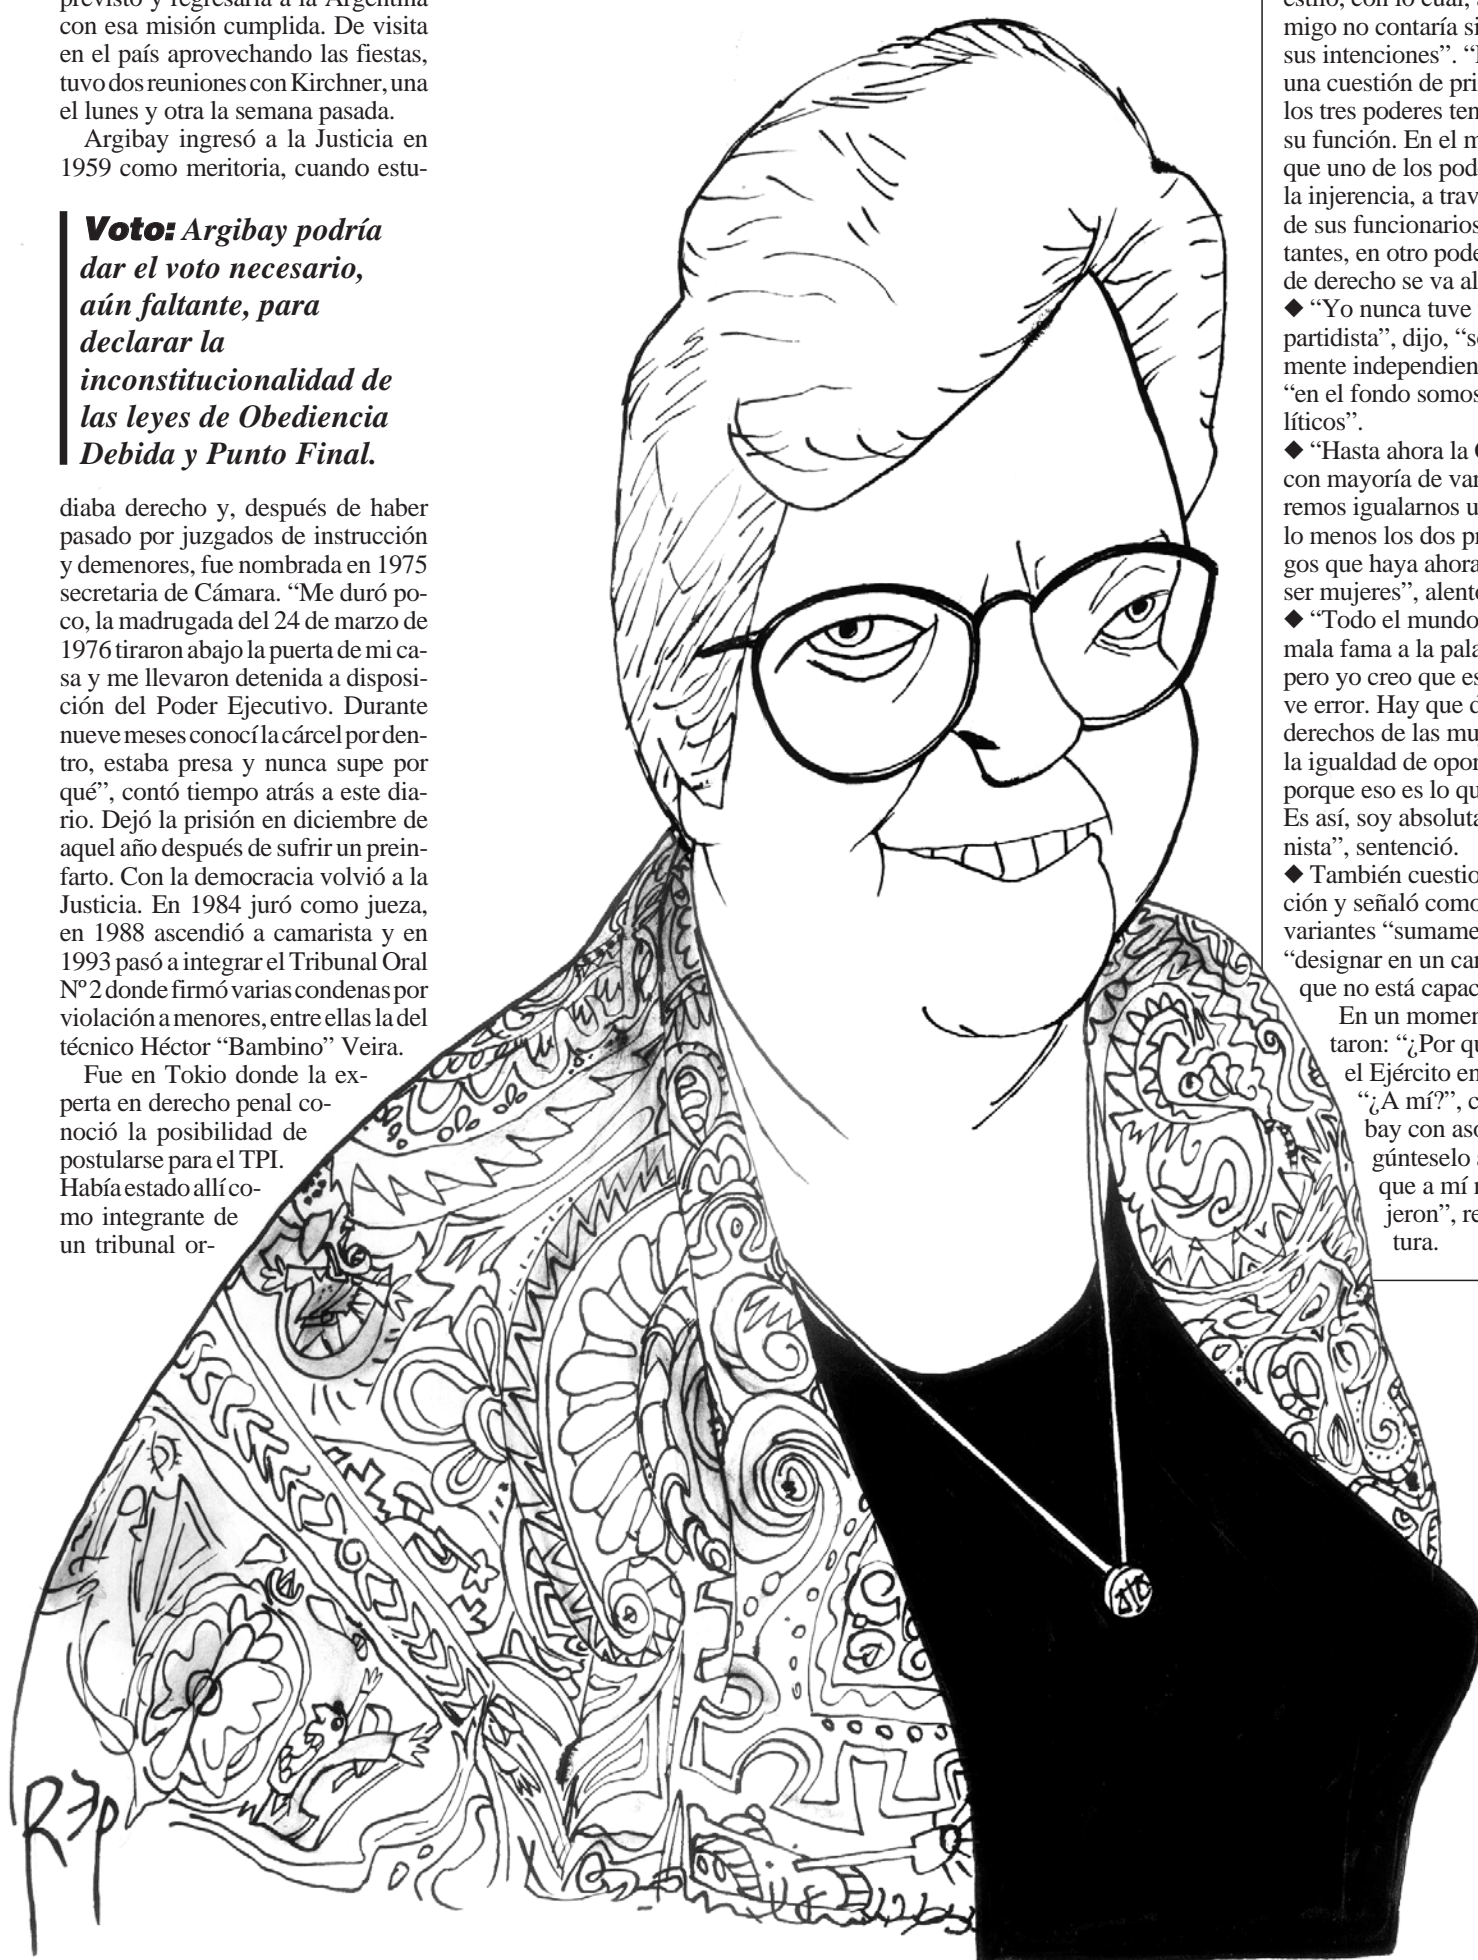 previsto y regresaría a la Argentina
con esa misión cumplida. De visita
en el país aprovechando las fiestas,
tuvo dos reuniones con Kirchner, una
el lunes y otra la semana pasada.
Argibay ingresó a la Justicia en
1959 como meritoria, cuando estu-
Voto: Argibay podría
dar el voto necesario,
aún faltante, para
declarar la
inconstitucionalidad de
las leyes de Obediencia
Debida y Punto Final.
diaba derecho y, después de haber
pasado por juzgados de instrucción
y demenores, fue nombrada en 1975
secretaria de Cámara. “Me duró po-
co, la madrugada del 24 de marzo de
1976 tiraron abajo la puerta de mi ca-
sa y me llevaron detenida a disposi-
ción del Poder Ejecutivo. Durante
nueve meses conocí la cárcel por den-
tro, estaba presa y nunca supe por
qué”, contó tiempo atrás a este dia-
rio. Dejó la prisión en diciembre de
aquel año después de sufrir un prein-
farto. Con la democracia volvió a la
Justicia. En 1984 juró como jueza,
en 1988 ascendió a camarista y en
1993 pasó a integrar el Tribunal Oral
Nº 2 donde firmó varias condenas por
violación a menores, entre ellas la del
técnico Héctor “Bambino” Veira.
Fue en Tokio donde la ex-
perta en derecho penal co-
noció la posibilidad de
postularse para el TPI.
Había estado allí co-
mo integrante de
un tribunal or-
estilo, con lo cual,
migo no contaría si
sus intenciones”. “
una cuestión de pri
los tres poderes ten
su función. En el m
que uno de los pod
la injerencia, a trav
de sus funcionarios
tantes, en otro pode
de derecho se va al
◆ “Yo nunca tuve
partidista”, dijo, “s
mente independien
“en el fondo somos
líticos”.
◆ “Hasta ahora la
con mayoría de var
remos igualarnos u
lo menos los dos pr
gos que haya ahora
ser mujeres”, alent
◆ “Todo el mundo
mala fama a la pala
pero yo creo que es
ve error. Hay que d
derechos de las mu
la igualdad de opor
porque eso es lo qu
Es así, soy absoluta
nista”, sentenció.
◆ También cuestio
ción y señaló como
variantes “sumame
“designar en un car
que no está capac
En un momen
taron: “¿Por qu
el Ejército en
“¿A mí?”, c
bay con aso
gúnteselo a
que a mí
jeron”, re
tura.
Rep